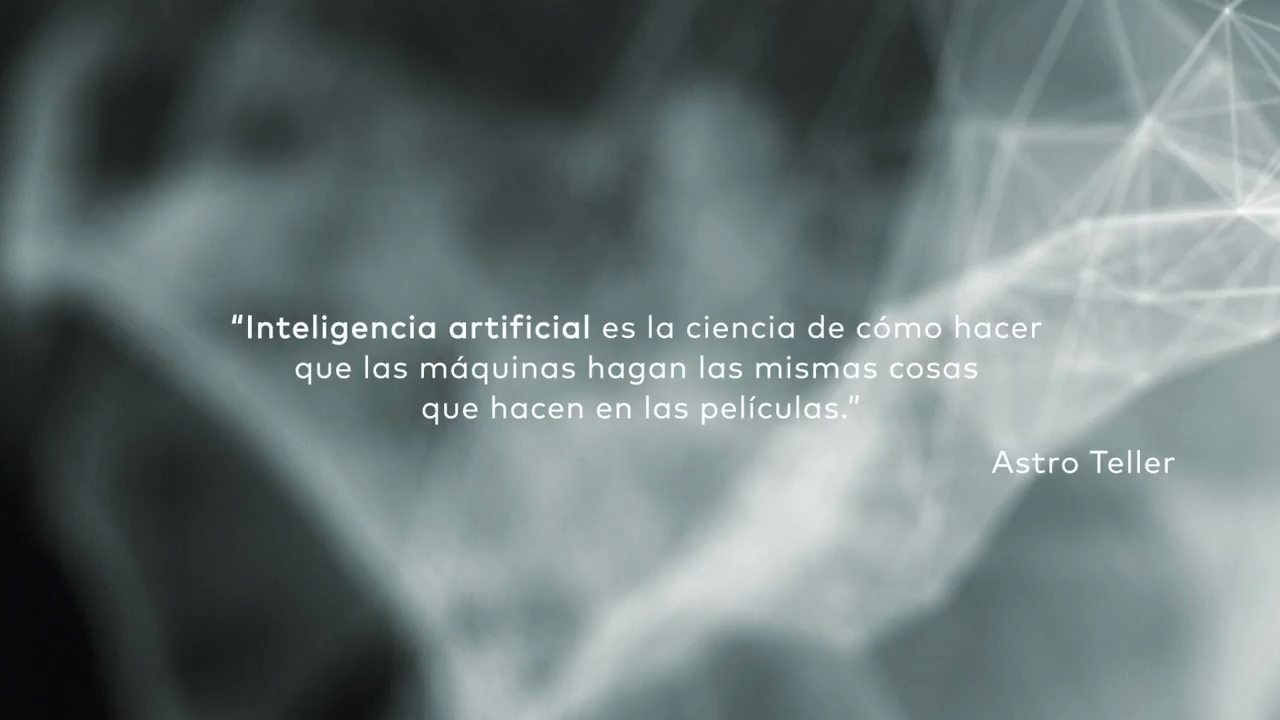 “Inteligencia artificial es la ciencia de cómo hacer
que las máquinas hagan las mismas cosas
que hacen en las películas.”
Astro Teller